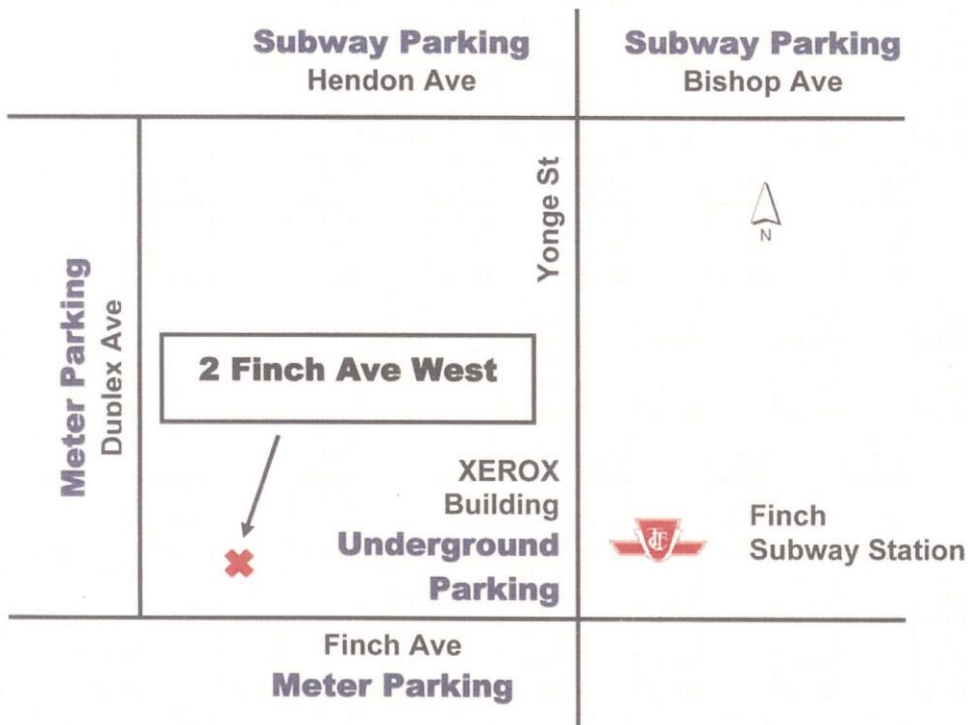 Subway Parking
Hendon Ave
Subway Parking
Bishop Ave
Yonge St
N
Meter Parking
Duplex Ave
2 Finch Ave West
XEROX
Building
Underground
Parking
Finch
Subway Station
Finch Ave
Meter Parking